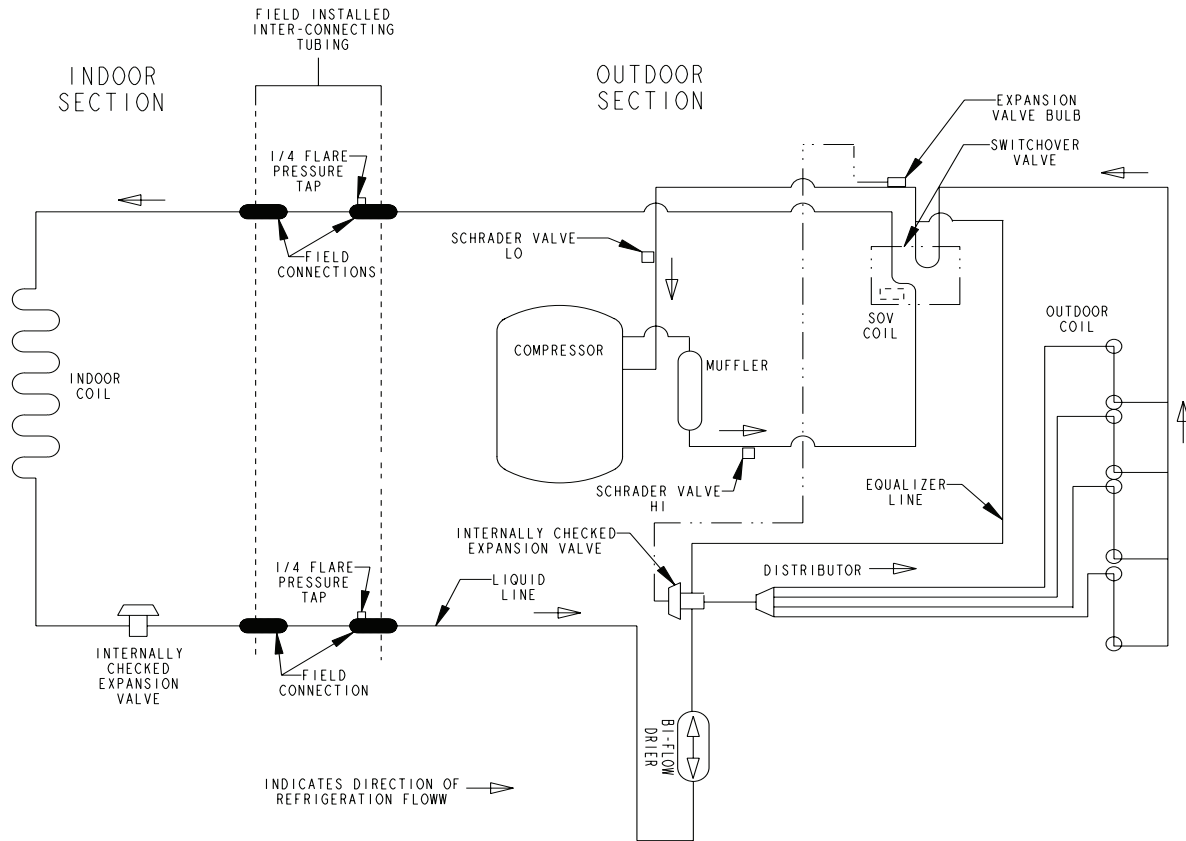 FIELD INSTALLED
INTER-CONNECTING
TUBING
INDOOR
SECTION
OUTDOOR
SECTION
EXPANSION
VALVE BULB
SWITCHOVER
VALVE
1/4 FLARE
PRESSURE
TAP
SCHRADER VALVE
LO
FIELD
CONNECTIONS
SOV
COIL
OUTDOOR
COIL
COMPRESSOR
MUFFLER
INDOOR
COIL
SCHRADER VALVE
HI
EQUALIZER
LINE
INTERNALLY CHECKED
EXPANSION VALVE
1/4 FLARE
PRESSURE
TAP
LIQUID
LINE
DISTRIBUTOR
INTERNALLY
CHECKED
EXPANSION
VALVE
FIELD
CONNECTION
BI-FLOW
DRIER
INDICATES DIRECTION OF
REFRIGERATION FLOWW